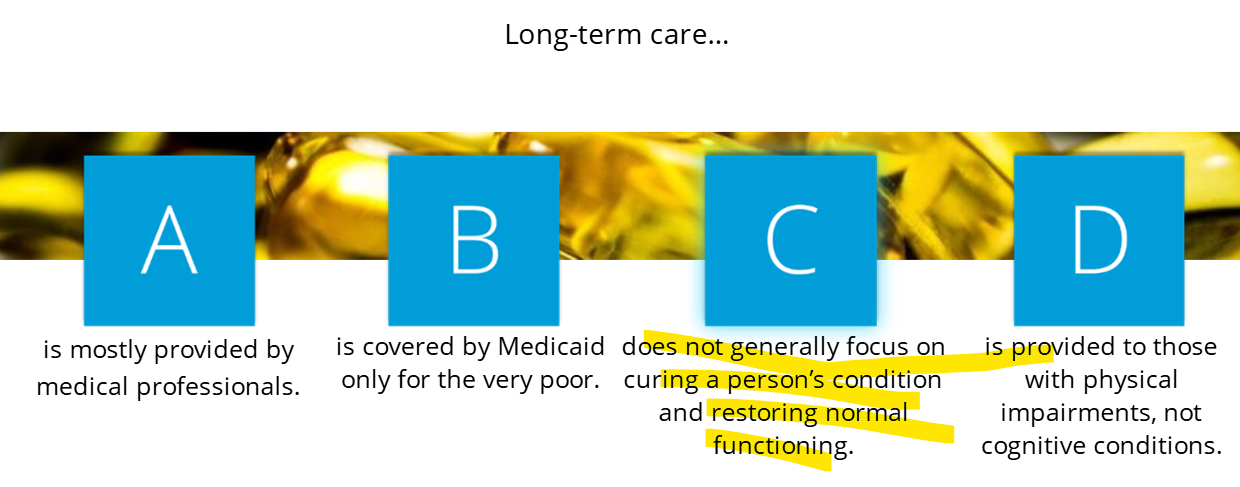 Long-term care...
A
is mostly provided by
medical professionals.
B
is covered by Medicaid
only for the very poor.
C
does not generally focus on
curing a person's condition
and restoring normal
functioning.
D
is provided to those
with physical
impairments, not
cognitive conditions.